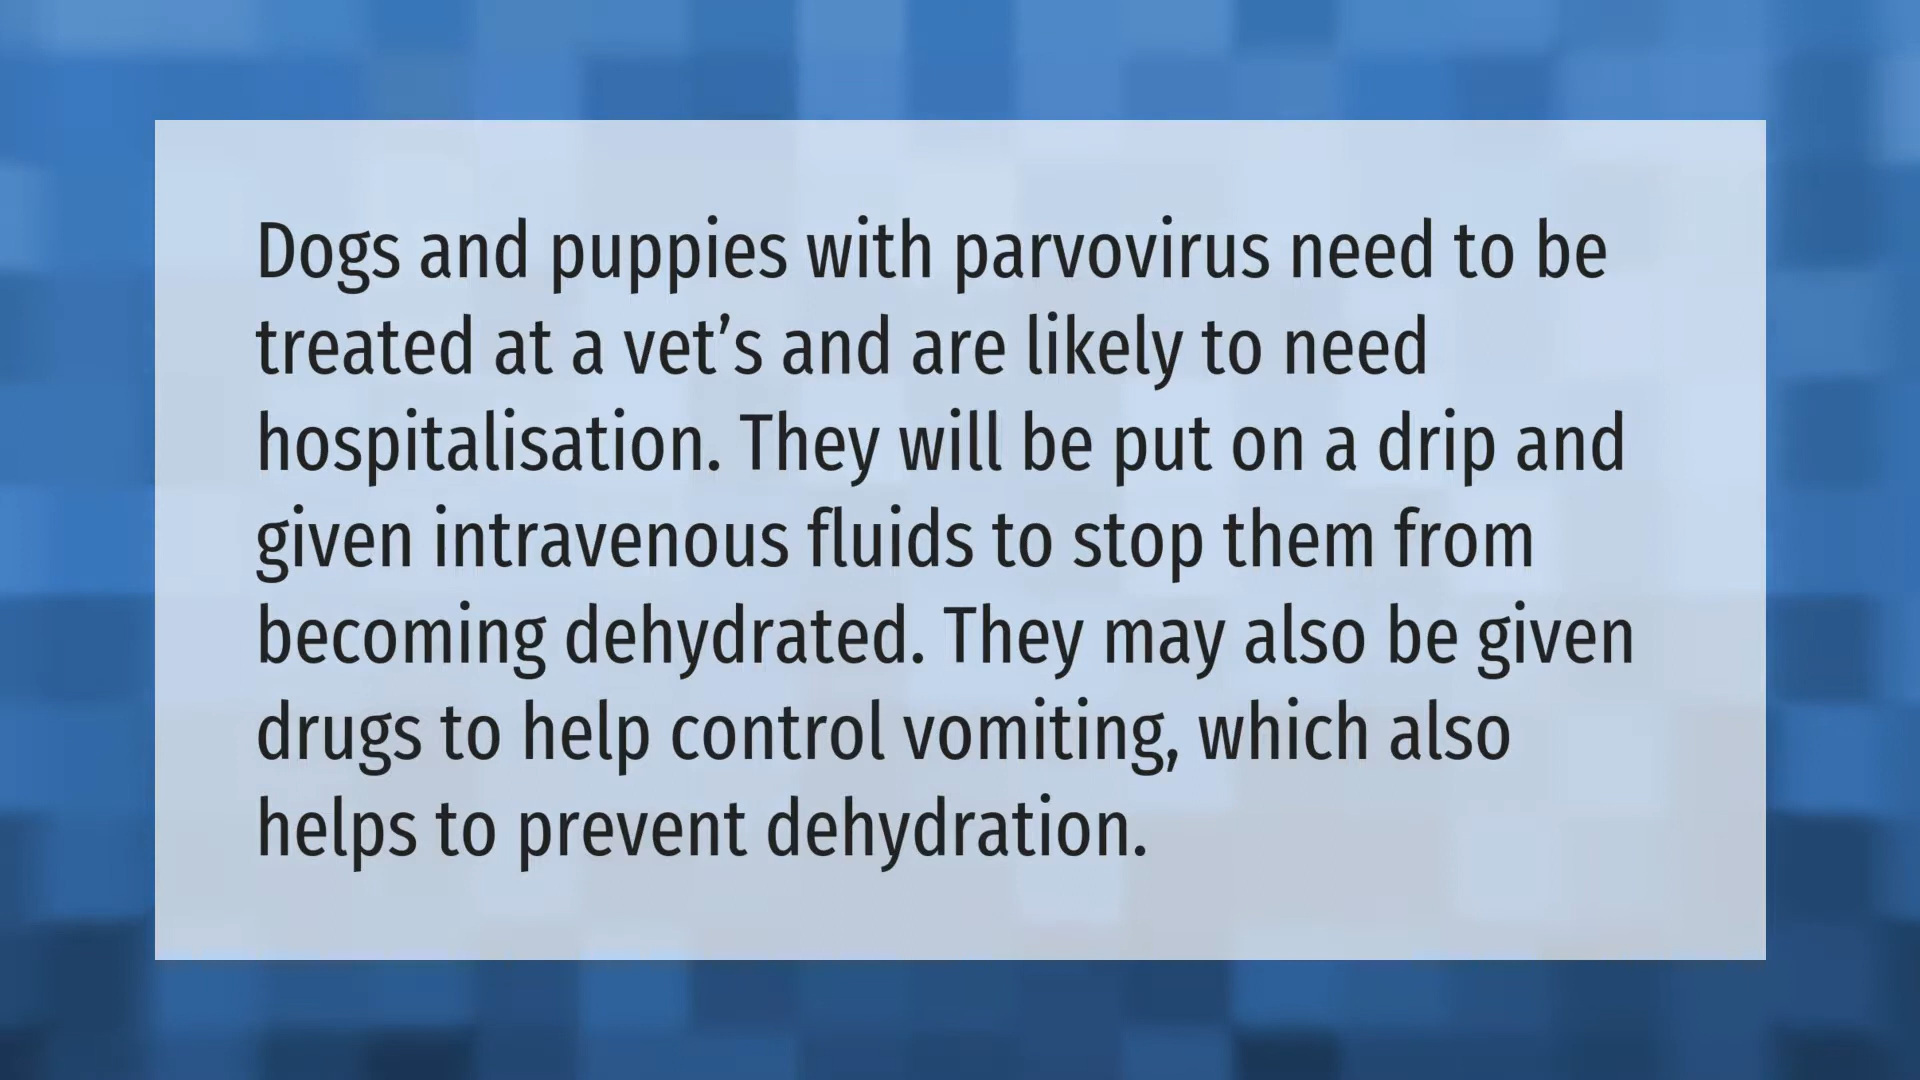 Dogs and puppies with parvovirus need to be
treated at a vet’s and are likely to need
hospitalisation. They will be put on a drip and
given intravenous fluids to stop them from
becoming dehydrated. They may also be given
drugs to help control vomiting, which also
helps to prevent dehydration.